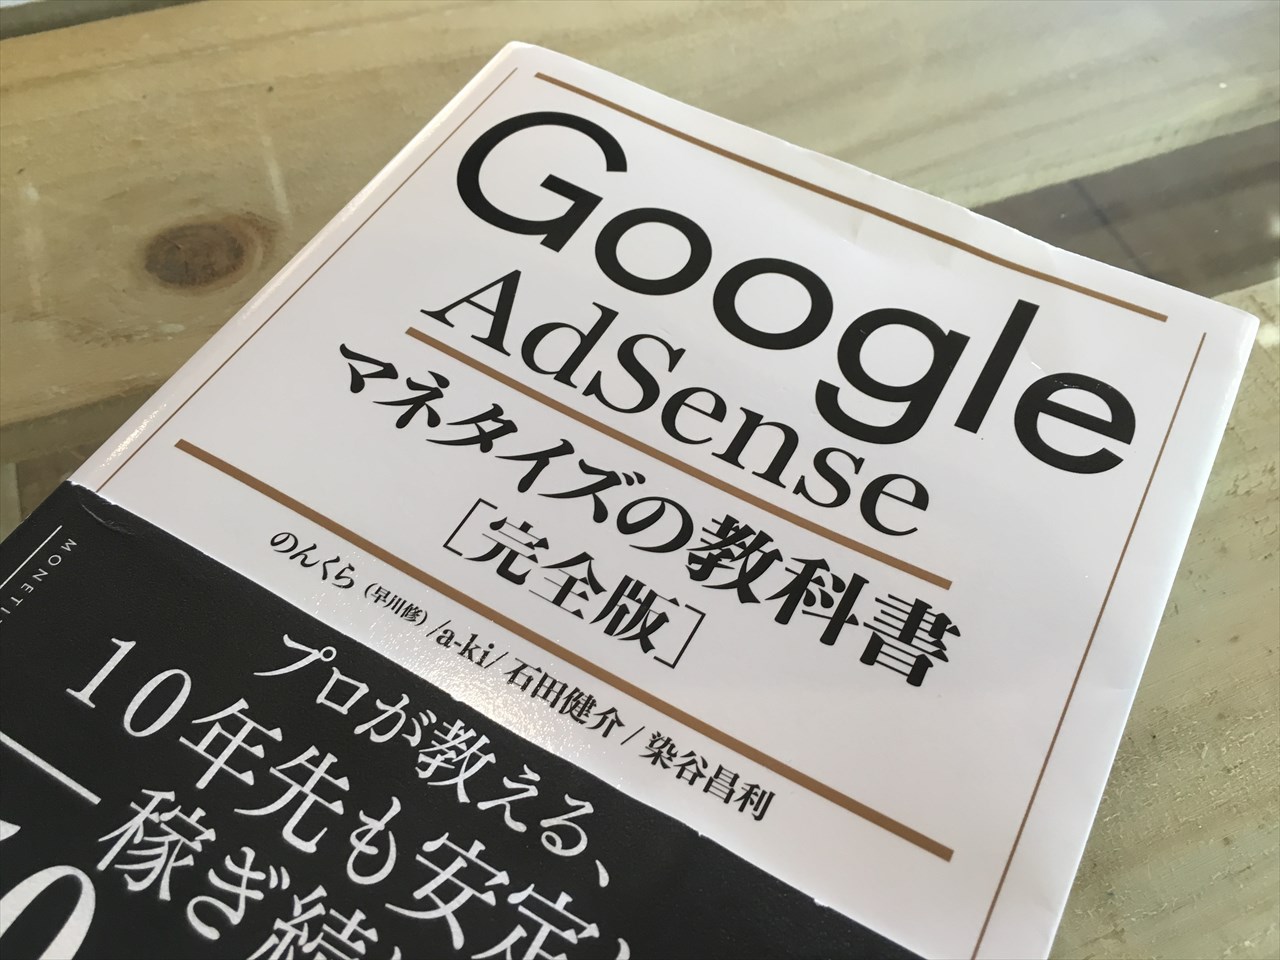 Google
AdSense
マネタイズの教科書
[完全版]
のんくら（早川修）/a-ki/石田健介/染谷昌利
プロが教える、
10年先も安定
稼ぎ続